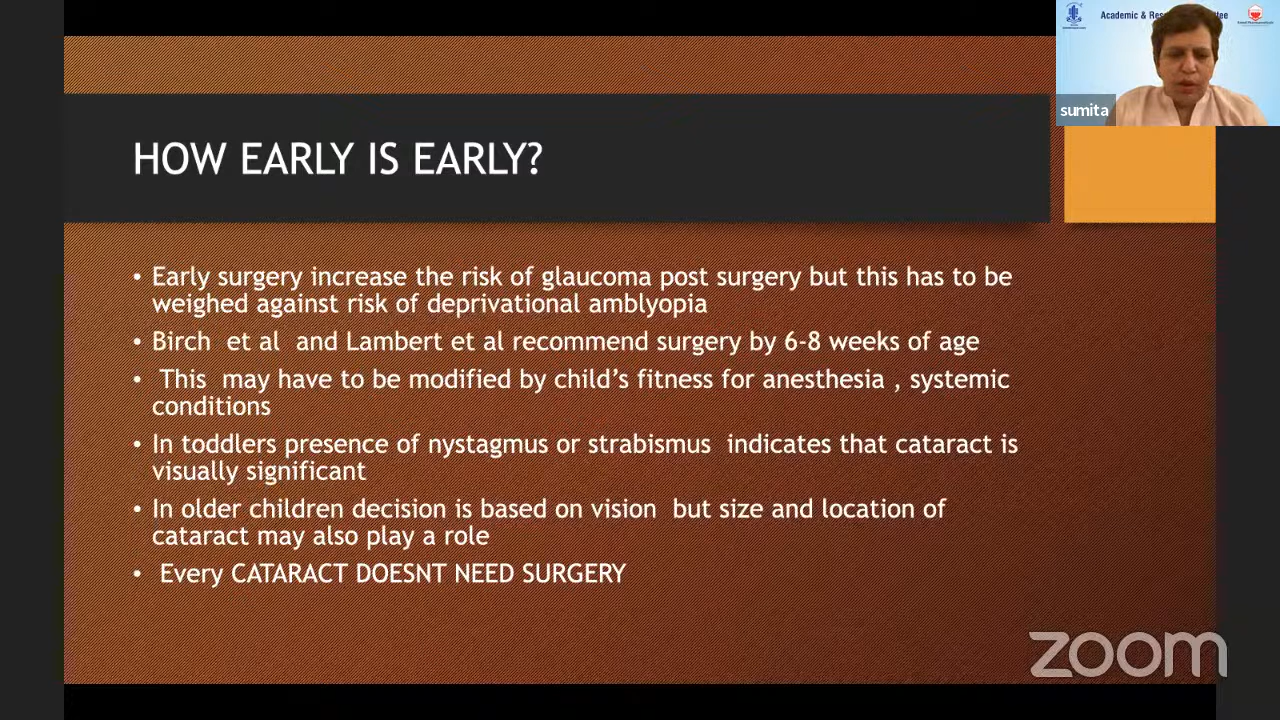 Academic & Res
tee
sumita
HOW EARLY IS EARLY?
• Early surgery increase the risk of glaucoma post surgery but this has to be
weighed against risk of deprivational amblyopia
• Birch et al and Lambert et al recommend surgery by 6-8 weeks of age
• This may have to be modified by child's fitness for anesthesia , systemic
conditions
• In toddlers presence of nystagmus or strabismus indicates that cataract is
visually significant
• In older children decision is based on vision but size and location of
cataract may also play a role
• Every CATARACT DOESNT NEED SURGERY
zoom